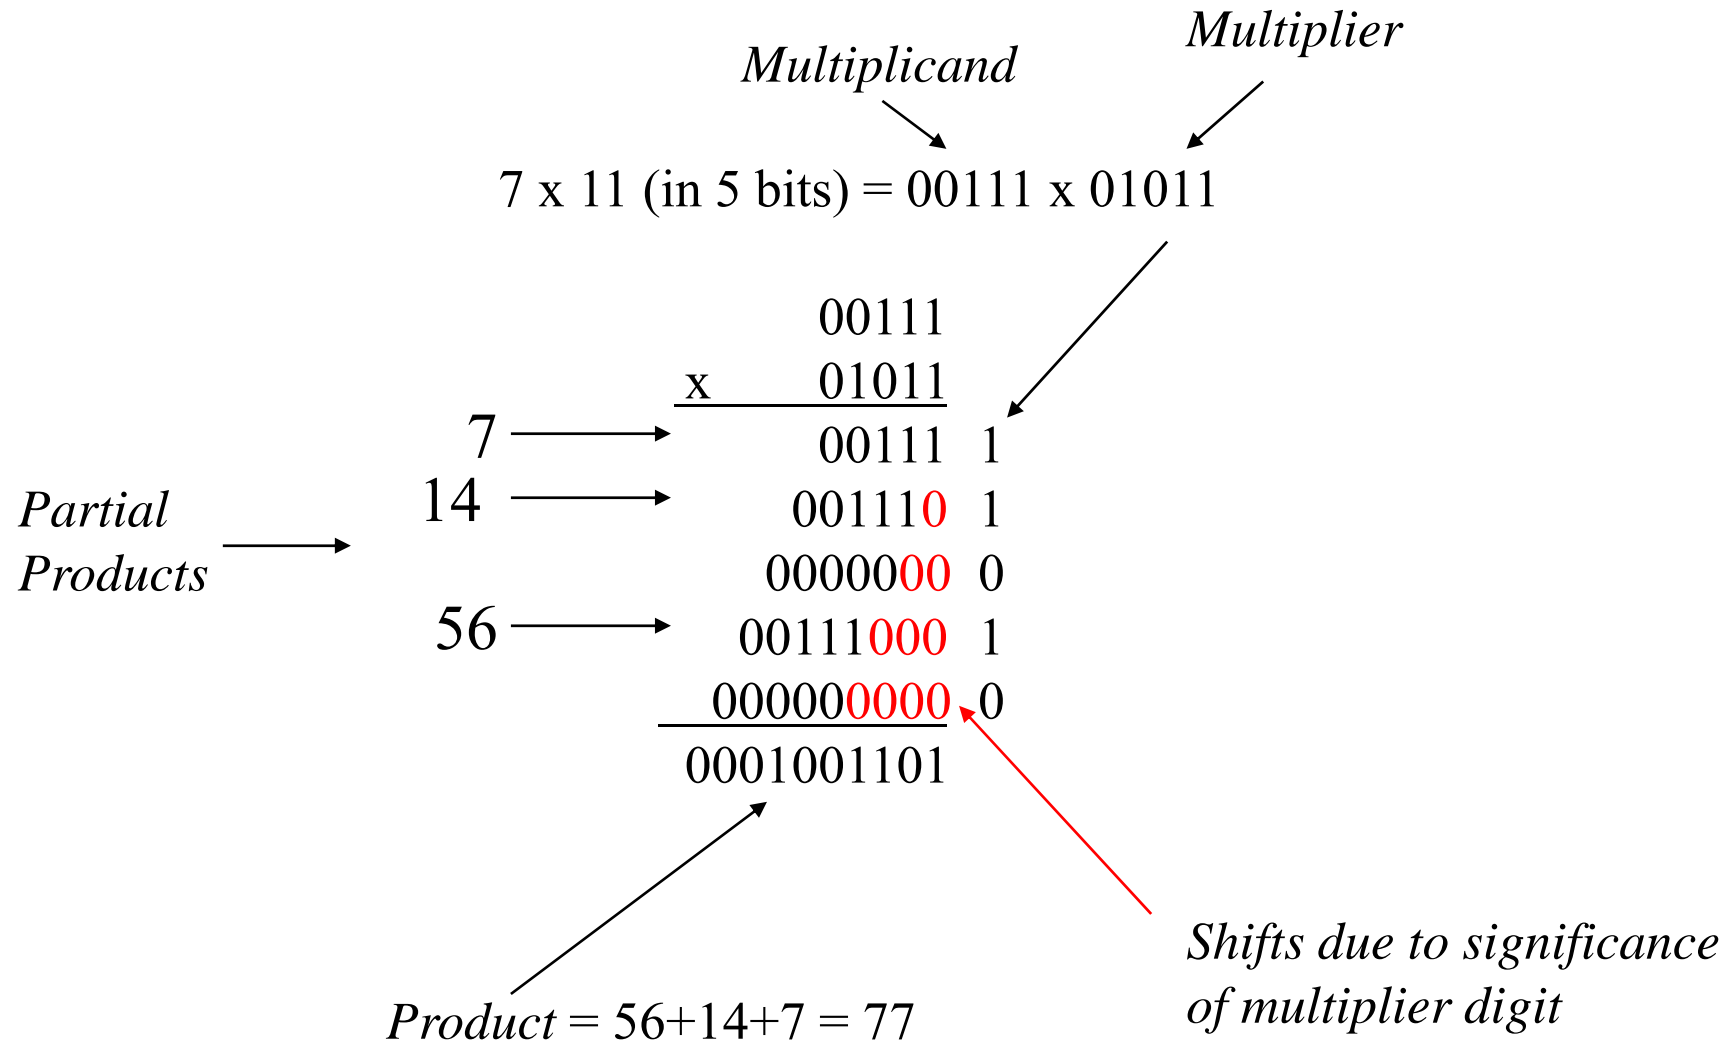 Multiplier
Multiplicand
7 x 11 (in 5 bits) = 00111 x 01011
00111
x 01011
7 00111 1
14 001110 1
Partial
Products
0000000 0
56 00111000 1
000000000 0
0001001101
Shifts due to significance
of multiplier digit
Product = 56+14+7 = 77